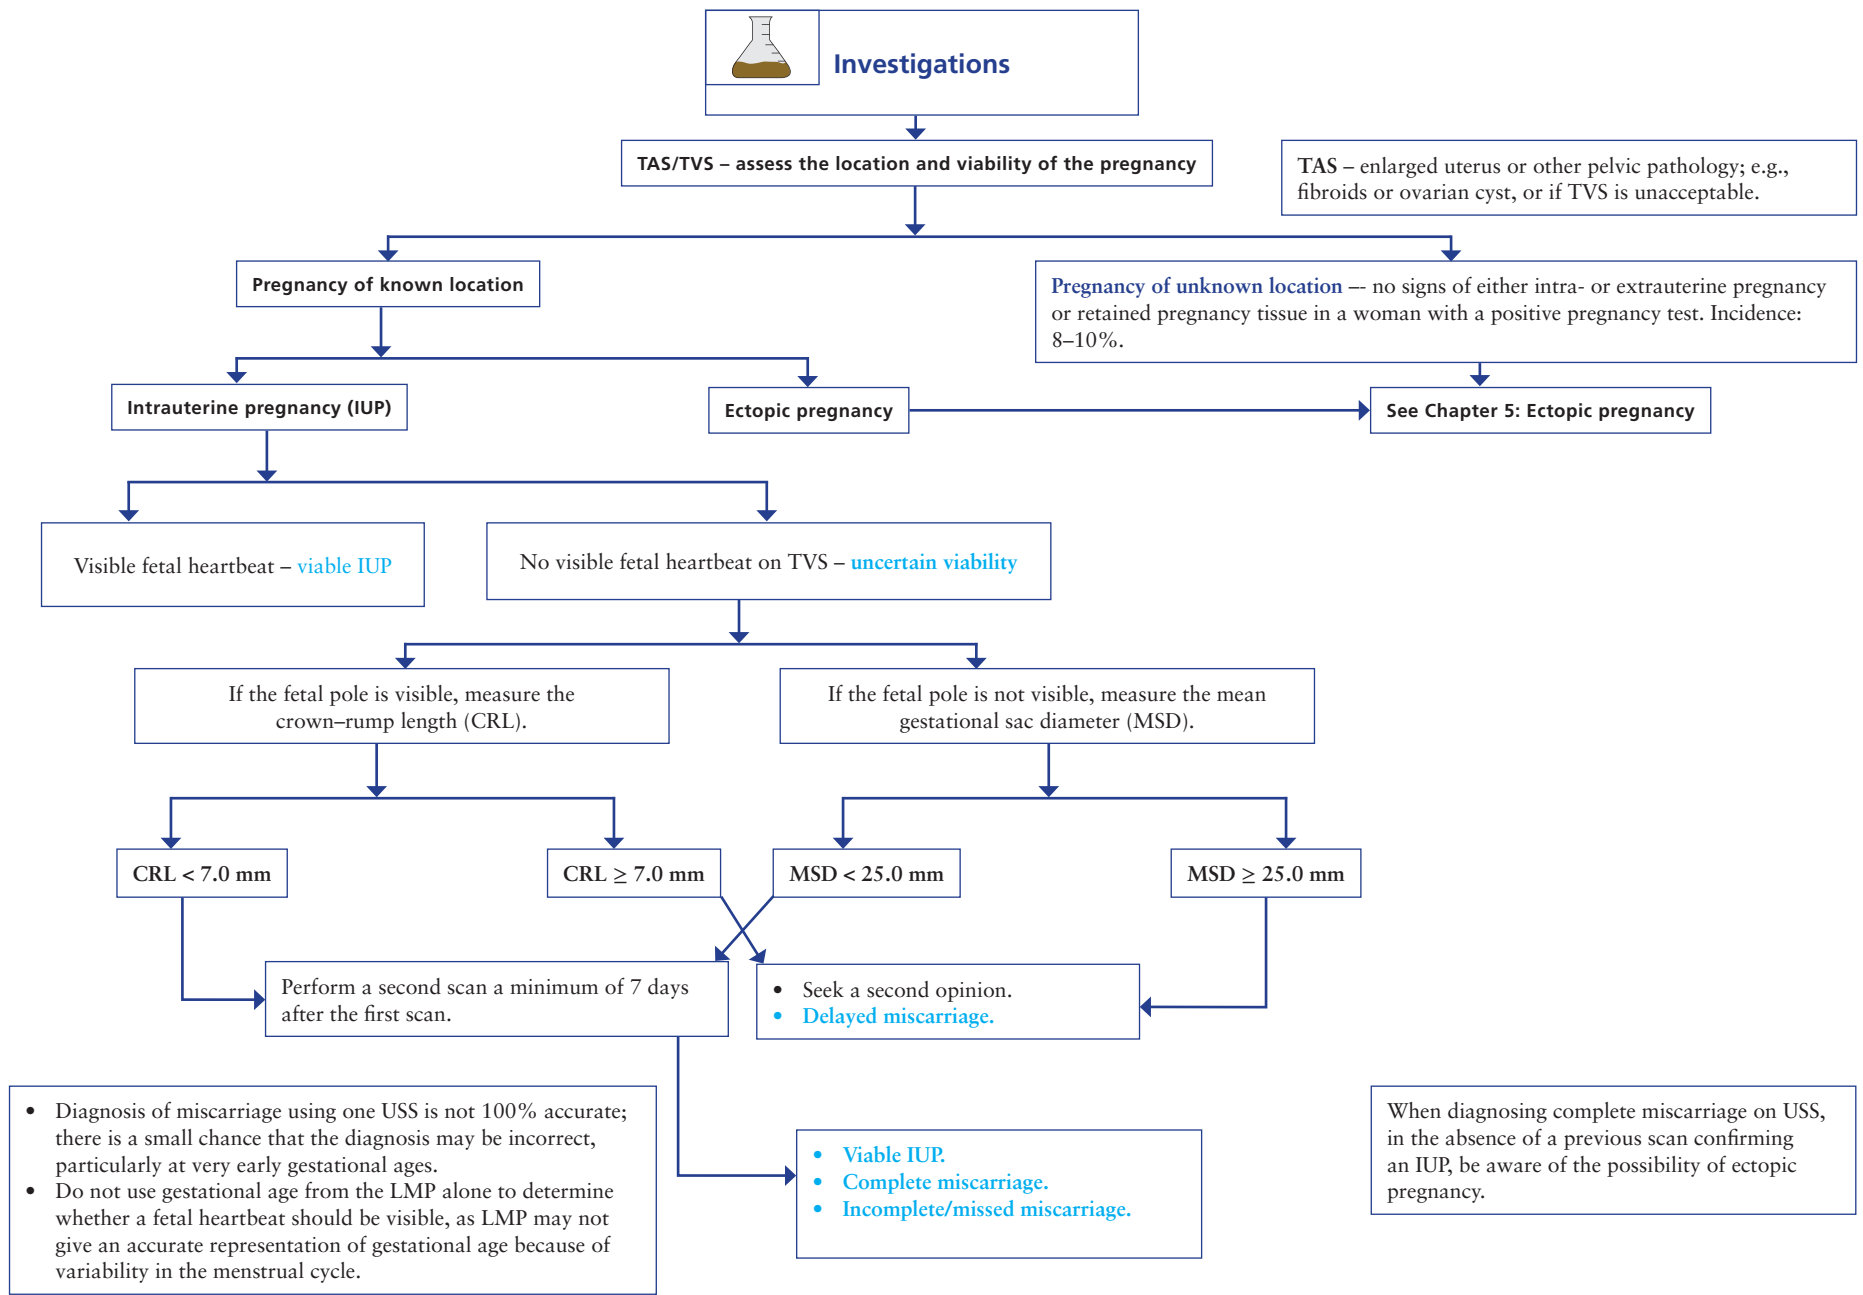 Investigations
TAS/TVS – assess the location and viability of the pregnancy
TAS – enlarged uterus or other pelvic pathology; e.g.,
fibroids or ovarian cyst, or if TVS is unacceptable.
Pregnancy of known location
Pregnancy of unknown location –- no signs of either intra- or extrauterine pregnancy
or retained pregnancy tissue in a woman with a positive pregnancy test. Incidence:
8–10%.
Intrauterine pregnancy (IUP)
Ectopic pregnancy
See Chapter 5: Ectopic pregnancy
Visible fetal heartbeat – viable IUP
No visible fetal heartbeat on TVS – uncertain viability
If the fetal pole is visible, measure the
crown–rump length (CRL).
If the fetal pole is not visible, measure the mean
gestational sac diameter (MSD).
CRL < 7.0 mm
CRL ≥ 7.0 mm
MSD < 25.0 mm
MSD ≥ 25.0 mm
Perform a second scan a minimum of 7 days
after the first scan.
• Seek a second opinion.
• Delayed miscarriage.
• Diagnosis of miscarriage using one USS is not 100% accurate;
there is a small chance that the diagnosis may be incorrect,
particularly at very early gestational ages.
• Do not use gestational age from the LMP alone to determine
whether a fetal heartbeat should be visible, as LMP may not
give an accurate representation of gestational age because of
variability in the menstrual cycle.
• Viable IUP.
• Complete miscarriage.
• Incomplete/missed miscarriage.
When diagnosing complete miscarriage on USS,
in the absence of a previous scan confirming
an IUP, be aware of the possibility of ectopic
pregnancy.